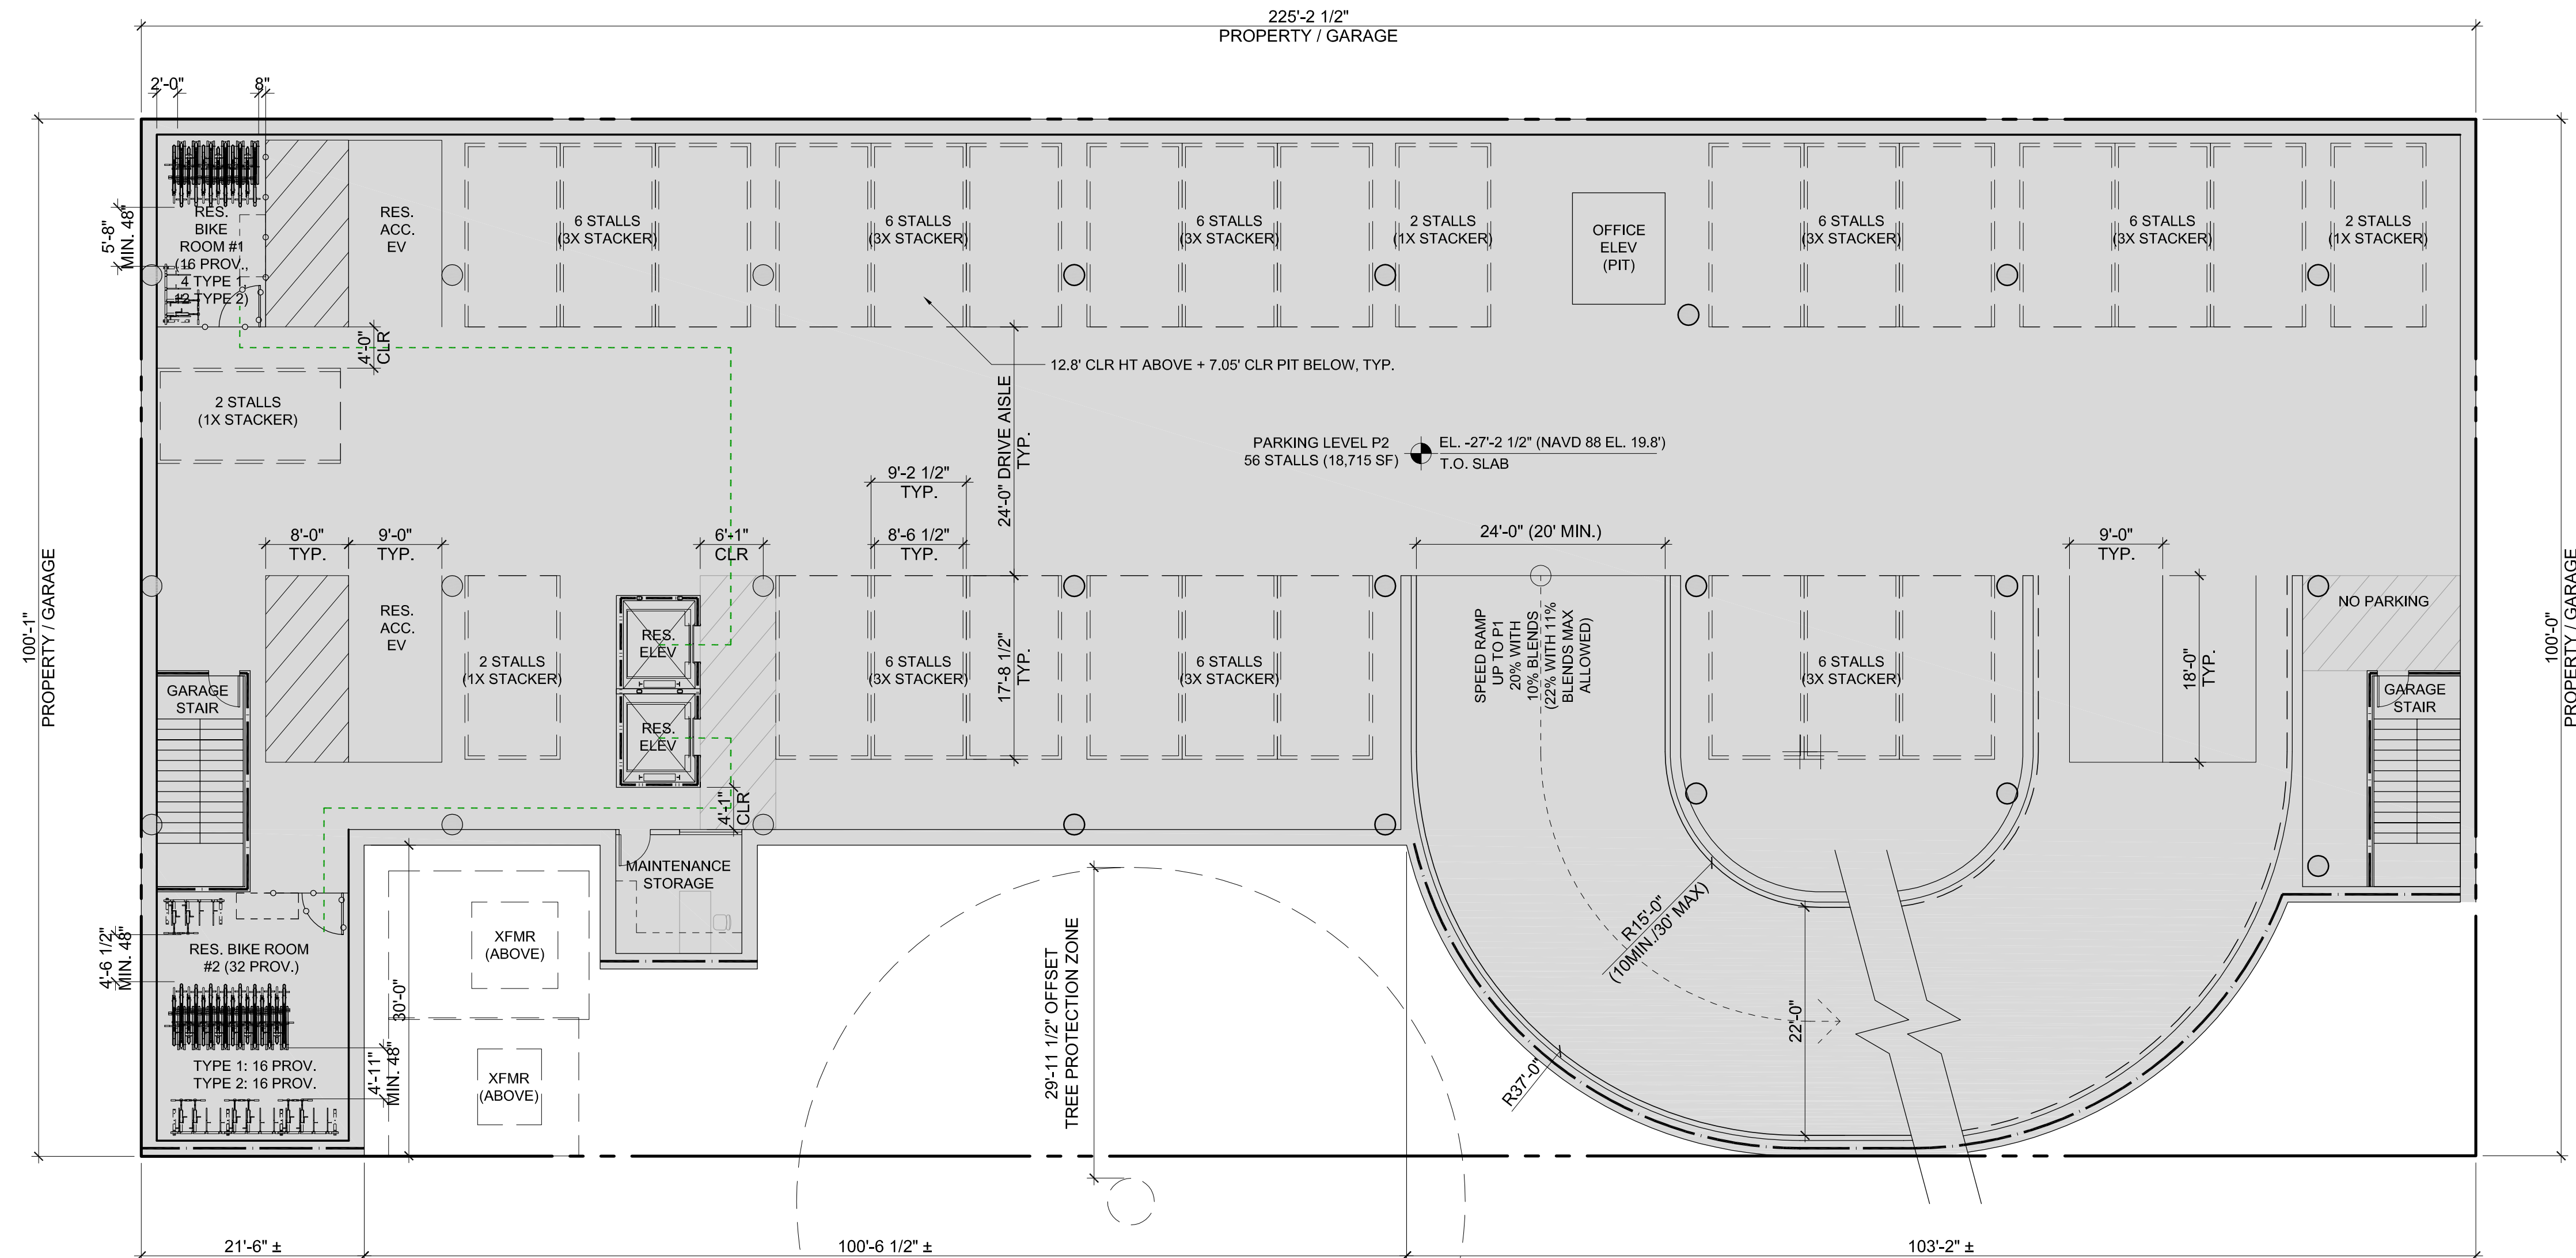 225'-2 1/2"
PROPERTY / GARAGE
2'-0"
8"
5'-8"
MIN. 48"
RES.
BIKE
ROOM #1
(16 PROV.,
4 TYPE 1,
12 TYPE 2)
RES.
ACC.
EV
6 STALLS
(3X STACKER)
6 STALLS
(3X STACKER)
6 STALLS
(3X STACKER)
2 STALLS
(1X STACKER)
OFFICE
ELEV
(PIT)
6 STALLS
(3X STACKER)
6 STALLS
(3X STACKER)
2 STALLS
(1X STACKER)
4'-0"
CLR
12.8' CLR HT ABOVE + 7.05' CLR PIT BELOW, TYP.
2 STALLS
(1X STACKER)
24'-0" DRIVE AISLE
TYP.
PARKING LEVEL P2
56 STALLS (18,715 SF)
EL. -27'-2 1/2" (NAVD 88 EL. 19.8')
T.O. SLAB
9'-2 1/2"
TYP.
8'-0"
TYP.
9'-0"
TYP.
6'-1"
CLR
8'-6 1/2"
TYP.
24'-0" (20' MIN.)
9'-0"
TYP.
100'-1"
PROPERTY / GARAGE
100'-0"
PROPERTY / GARAGE
RES.
ACC.
EV
2 STALLS
(1X STACKER)
RES.
ELEV
RES.
ELEV
6 STALLS
(3X STACKER)
17'-8 1/2"
TYP.
6 STALLS
(3X STACKER)
SPEED RAMP
UP TO P1
20% WITH
10% BLENDS
(22% WITH 11%
BLENDS MAX
ALLOWED)
6 STALLS
(3X STACKER)
18'-0"
TYP.
NO PARKING
GARAGE
STAIR
GARAGE
STAIR
4'-1"
CLR
MAINTENANCE
STORAGE
R15'-0"
(10MIN./30' MAX)
4'-6 1/2"
MIN. 48"
RES. BIKE ROOM
#2 (32 PROV.)
XFMR
(ABOVE)
30'-0"
29'-11 1/2" OFFSET
TREE PROTECTION ZONE
22'-0"
R37'-0"
TYPE 1: 16 PROV.
TYPE 2: 16 PROV.
4'-11"
MIN. 48"
XFMR
(ABOVE)
21'-6" ±
100'-6 1/2" ±
103'-2" ±